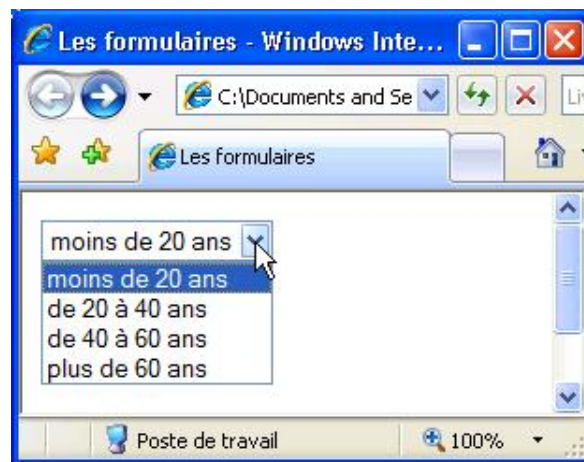 Les formulaires - Windows Inte...
C:\Documents and Se
Les formulaires
moins de 20 ans
moins de 20 ans
de 20 à 40 ans
de 40 à 60 ans
plus de 60 ans
Poste de travail
100%